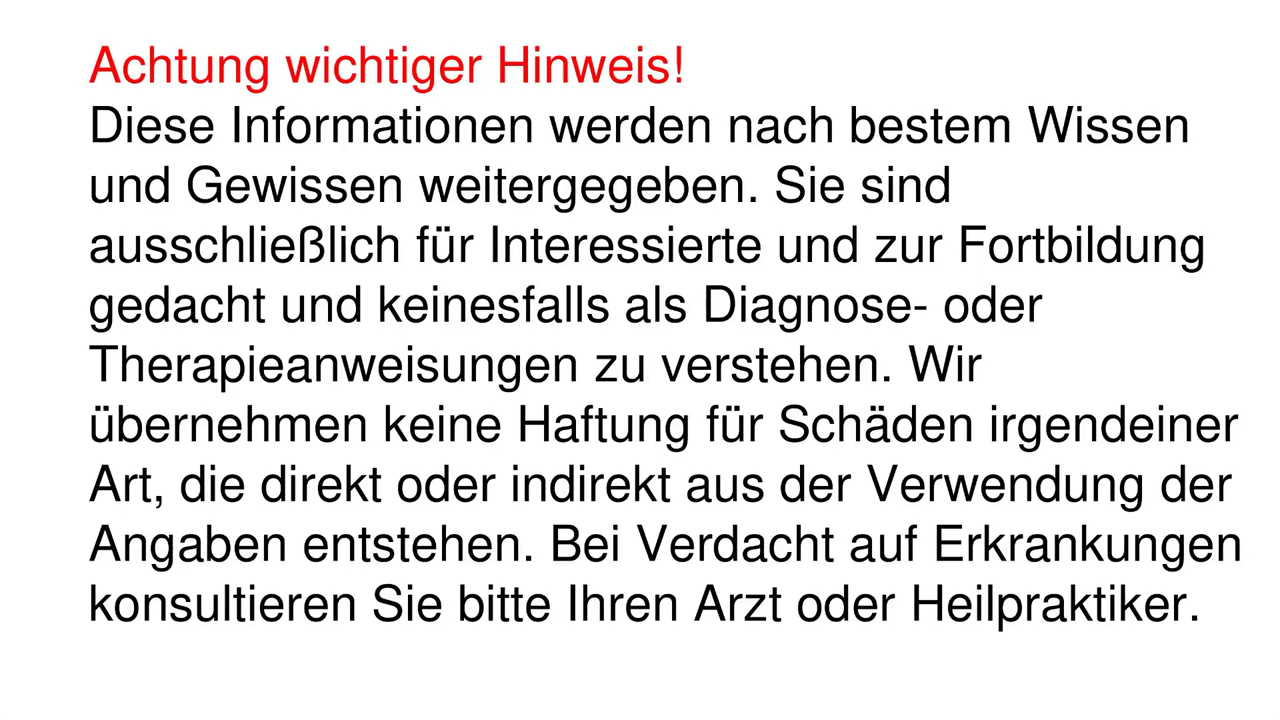 Achtung wichtiger Hinweis!
Diese Informationen werden nach bestem Wissen
und Gewissen weitergegeben. Sie sind
ausschließlich für Interessierte und zur Fortbildung
gedacht und keinesfalls als Diagnose- oder
Therapieanweisungen zu verstehen. Wir
übernehmen keine Haftung für Schäden irgendeiner
Art, die direkt oder indirekt aus der Verwendung der
Angaben entstehen. Bei Verdacht auf Erkrankungen
konsultieren Sie bitte Ihren Arzt oder Heilpraktiker.